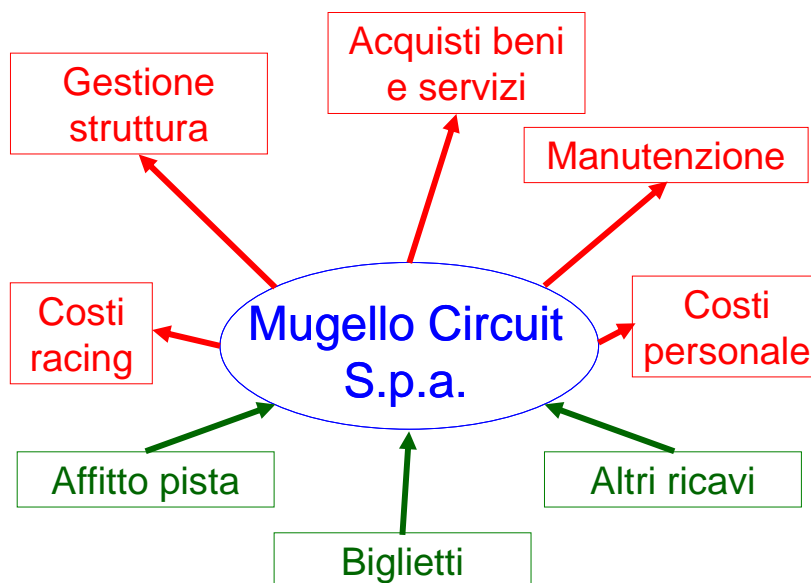 Acquisti beni
e servizi
Gestione
struttura
Manutenzione
Costi
racing
Mugello Circuit
S.p.a.
Costi
personale
Affitto pista
Altri ricavi
Biglietti